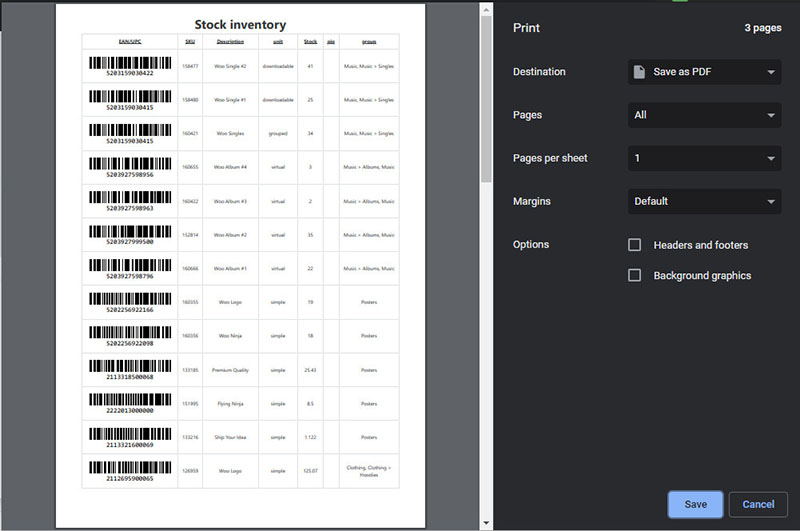 Stock inventory
EAN/UPC SKU Description unit Stock group
5203159030422 158477 Woo Single #2 downloadable 41 Music, Music > Singles
5203159030415 158480 Woo Single #1 downloadable 25 Music, Music > Singles
5203159030415 160421 Woo Singles grouped 34 Music, Music > Singles
5203927598956 160655 Woo Album #4 virtual 3 Music > Albums, Music
5203927598963 160422 Woo Album #3 virtual 2 Music > Albums, Music
5203927999500 152814 Woo Album #2 virtual 35 Music > Albums, Music
5203927598796 160666 Woo Album #1 virtual 22 Music > Albums, Music
5202256922166 160355 Woo Logo simple 19 Posters
5202256922098 160356 Woo Ninja simple 18 Posters
2113318500068 133185 Premium Quality simple 25.43 Posters
2222013000000 151995 Flying Ninja simple 8.5 Posters
2113321600069 133216 Ship Your Idea simple 1.122 Posters
2112695900065 126959 Woo Logo simple 125.07 Clothing, Clothing >
Hoodies
Print 3 pages
Destination Save as PDF
Pages All
Pages per sheet 1
Margins Default
Options Headers and footers
Background graphics
Save Cancel